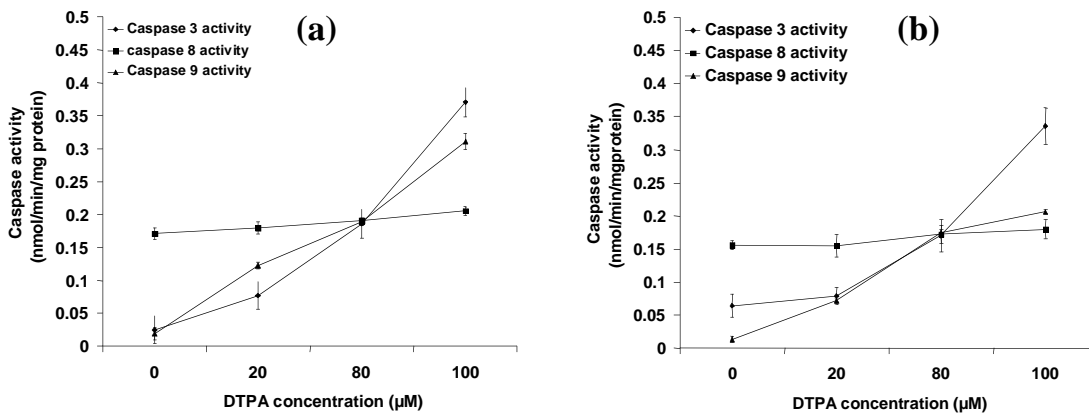 (a)
Caspase 3 activity
caspase 8 activity
Caspase 9 activity
0.5
0.45
0.4
0.35
0.3
0.25
0.2
0.15
0.1
0.05
0
Caspase activity
(nmol/min/mg protein)
0 20 80 100
DTPA concentration (µM)
(b)
Caspase 3 activity
Caspase 8 activity
Caspase 9 activity
0.5
0.45
0.4
0.35
0.3
0.25
0.2
0.15
0.1
0.05
0
Caspase activity
(nmol/min/mgprotein)
0 20 80 100
DTPA concentration (µM)